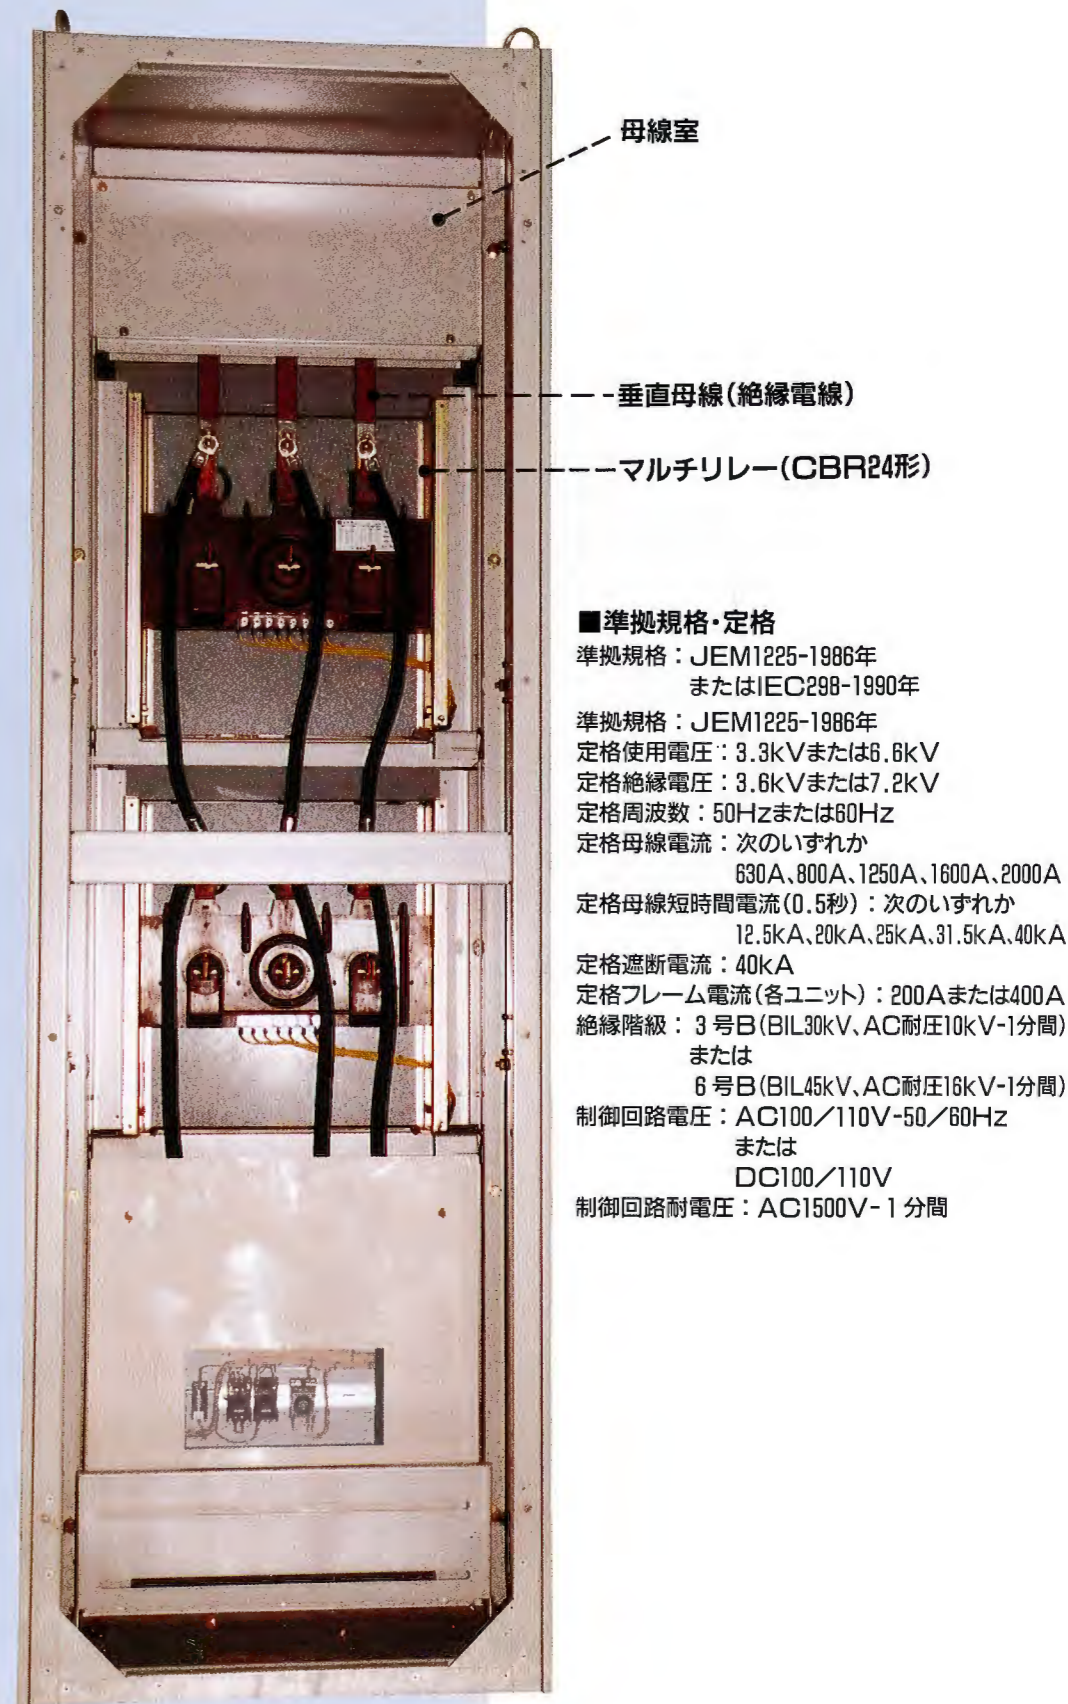 母線室
垂直母線(絶縁電線)
マルチリレー(CBR24形)
■準拠規格・定格
準拠規格：JEM1225-1986年
またはIEC298-1990年
準拠規格：JEM1225-1986年
定格使用電圧：3.3kVまたは6.6kV
定格絶縁電圧：3.6kVまたは7.2kV
定格周波数：50Hzまたは60Hz
定格母線電流：次のいずれか
630A、800A、1250A、1600A、2000A
定格母線短時間電流(0.5秒)：次のいずれか
12.5kA、20kA、25kA、31.5kA、40kA
定格遮断電流：40kA
定格フレーム電流(各ユニット)：200Aまたは400A
絶縁階級：3号B(BIL30kV、AC耐圧10kV-1分間)
または
6号B(BIL45kV、AC耐圧16kV-1分間)
制御回路電圧：AC100／110V-50／60Hz
または
DC100／110V
制御回路耐電圧：AC1500V-1分間